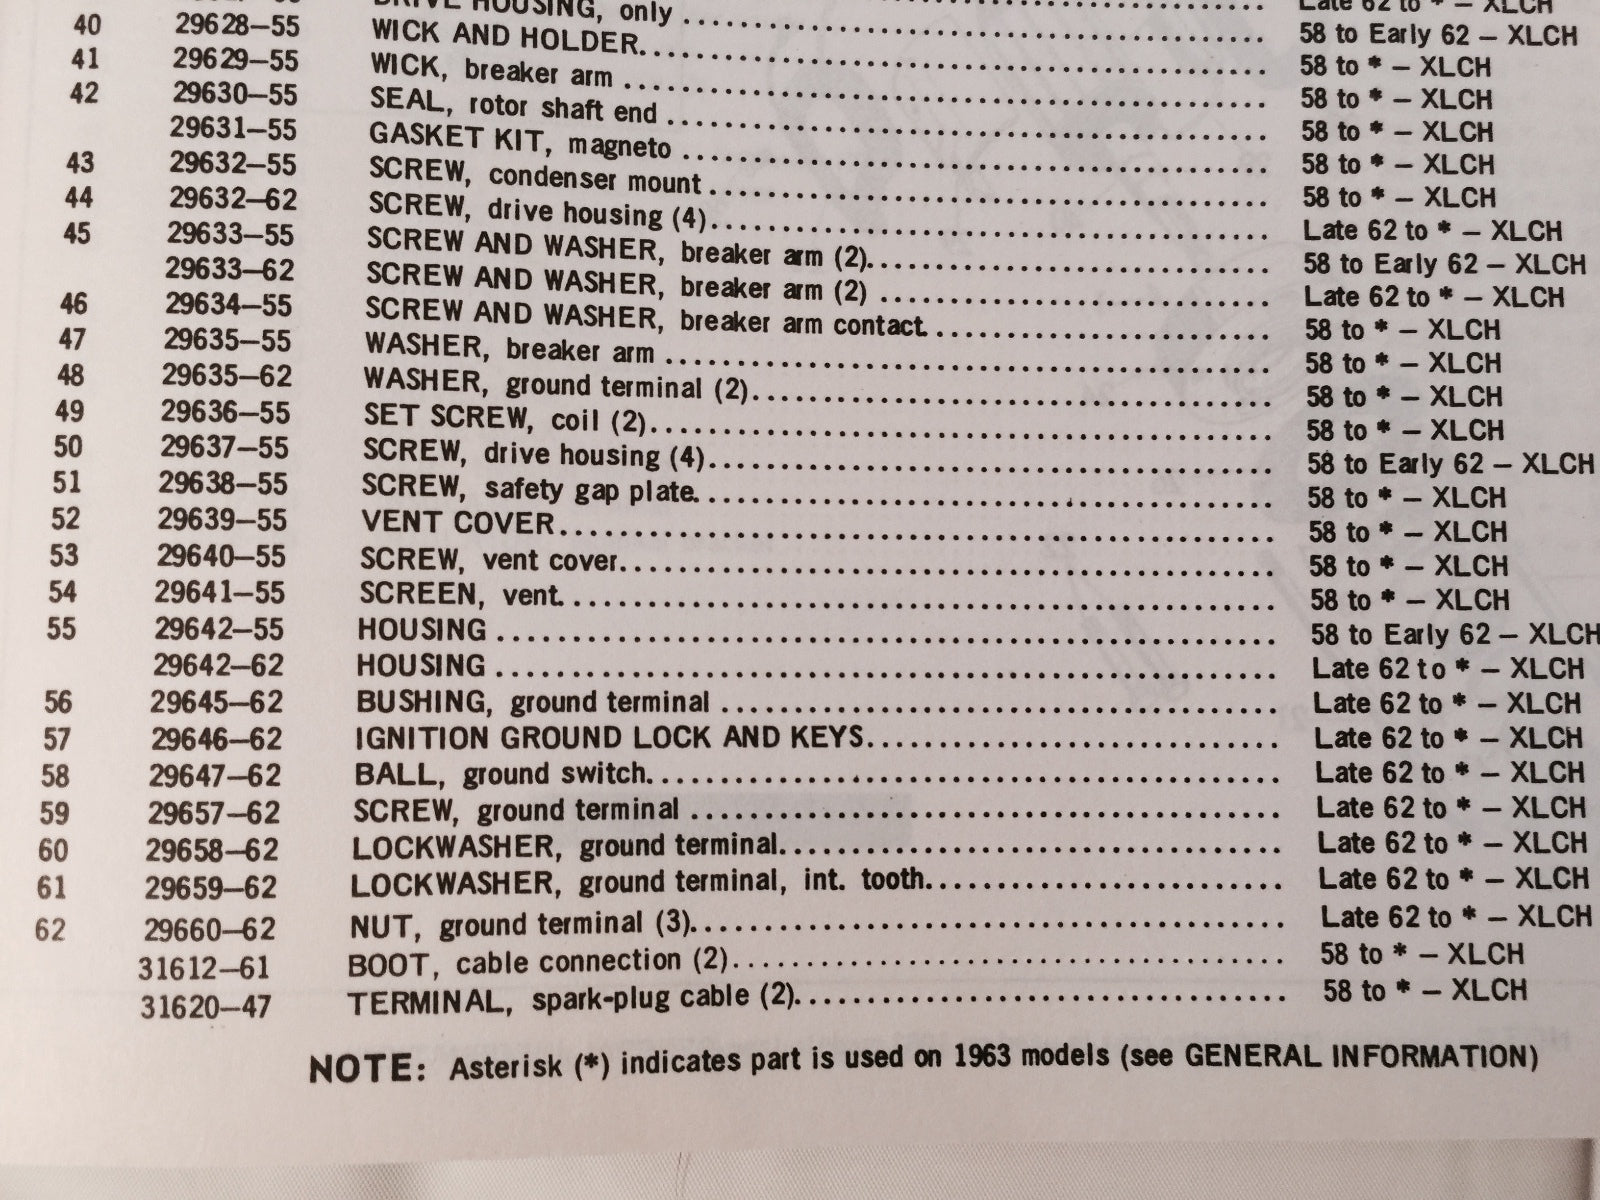 Late 62 to * – XLCH
DRIVE HOUSING, only .......... 58 to Early 62 – XLCH
40 29628–55 WICK AND HOLDER.......... 58 to * – XLCH
41 29629–55 WICK, breaker arm .......... 58 to * – XLCH
42 29630–55 SEAL, rotor shaft end .......... 58 to * – XLCH
29631–55 GASKET KIT, magneto .......... 58 to * – XLCH
43 29632–55 SCREW, condenser mount .......... 58 to * – XLCH
44 29632–62 SCREW, drive housing (4).......... Late 62 to * – XLCH
45 29633–55 SCREW AND WASHER, breaker arm (2).......... 58 to Early 62 – XLCH
29633–62 SCREW AND WASHER, breaker arm (2) .......... Late 62 to * – XLCH
46 29634–55 SCREW AND WASHER, breaker arm contact.......... 58 to * – XLCH
47 29635–55 WASHER, breaker arm .......... 58 to * – XLCH
48 29635–62 WASHER, ground terminal (2).......... 58 to * – XLCH
49 29636–55 SET SCREW, coil (2).......... 58 to * – XLCH
50 29637–55 SCREW, drive housing (4).......... 58 to Early 62 – XLCH
51 29638–55 SCREW, safety gap plate.......... 58 to * – XLCH
52 29639–55 VENT COVER.......... 58 to * – XLCH
53 29640–55 SCREW, vent cover.......... 58 to * – XLCH
54 29641–55 SCREEN, vent.......... 58 to * – XLCH
55 29642–55 HOUSING .......... 58 to Early 62 – XLCH
29642–62 HOUSING .......... Late 62 to * – XLCH
56 29645–62 BUSHING, ground terminal .......... Late 62 to * – XLCH
57 29646–62 IGNITION GROUND LOCK AND KEYS.......... Late 62 to * – XLCH
58 29647–62 BALL, ground switch.......... Late 62 to * – XLCH
59 29657–62 SCREW, ground terminal .......... Late 62 to * – XLCH
60 29658–62 LOCKWASHER, ground terminal.......... Late 62 to * – XLCH
61 29659–62 LOCKWASHER, ground terminal, int. tooth.......... Late 62 to * – XLCH
62 29660–62 NUT, ground terminal (3).......... Late 62 to * – XLCH
31612–61 BOOT, cable connection (2).......... 58 to * – XLCH
31620–47 TERMINAL, spark-plug cable (2).......... 58 to * – XLCH
NOTE: Asterisk (*) indicates part is used on 1963 models (see GENERAL INFORMATION)